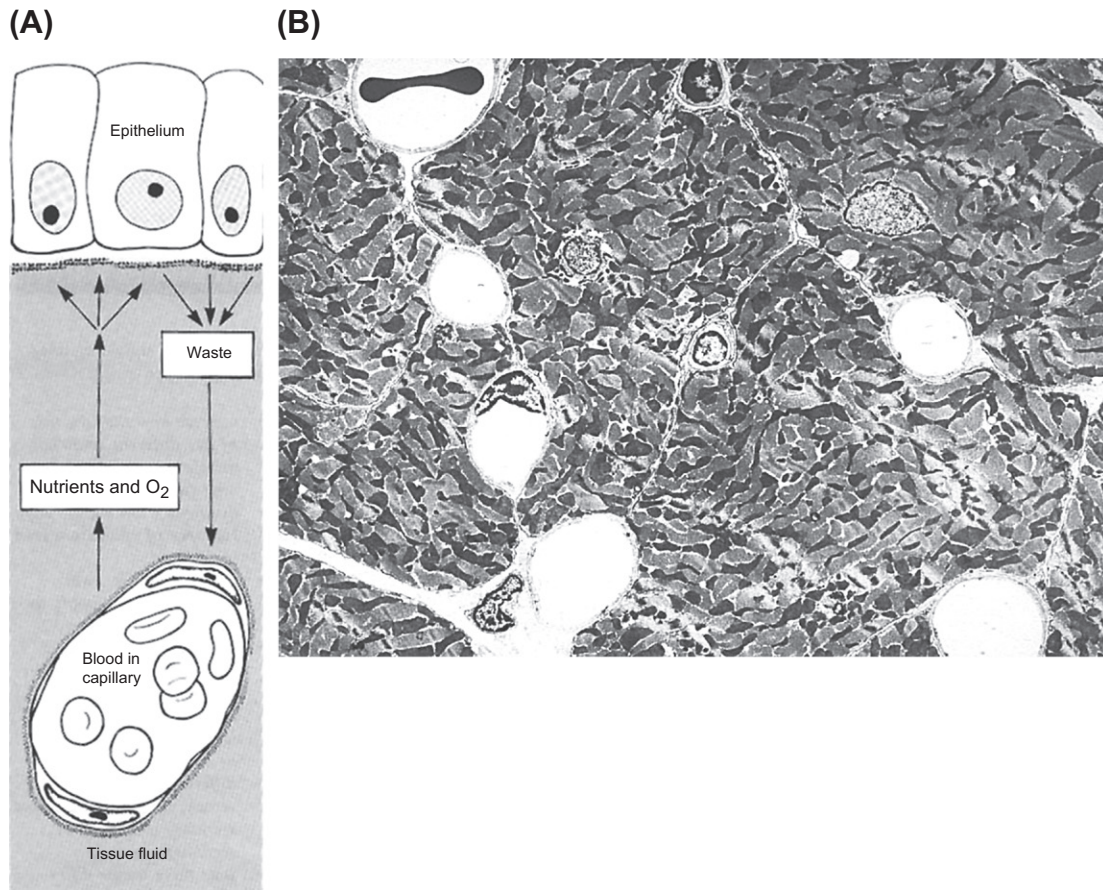 (A)
(B)
Epithelium
Waste
Nutrients and O2
Blood in
capillary
Tissue fluid